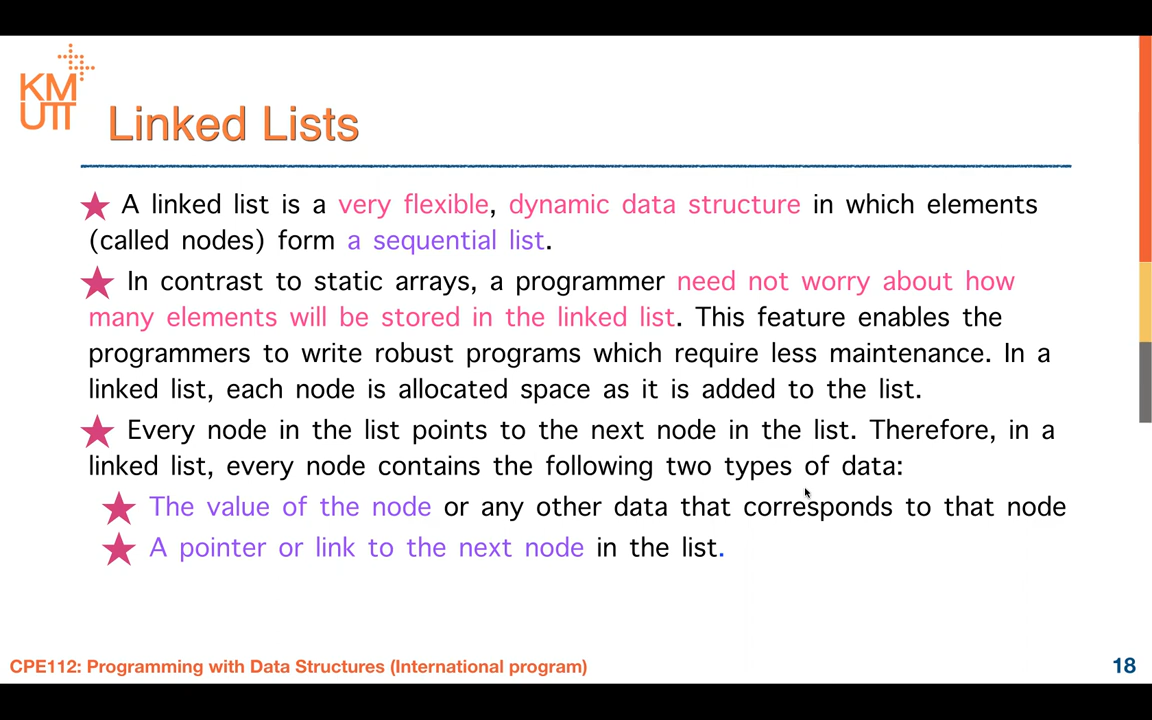 KM
UTT
Linked Lists
★ A linked list is a very flexible, dynamic data structure in which elements
(called nodes) form a sequential list.
★ In contrast to static arrays, a programmer need not worry about how
many elements will be stored in the linked list. This feature enables the
programmers to write robust programs which require less maintenance. In a
linked list, each node is allocated space as it is added to the list.
★ Every node in the list points to the next node in the list. Therefore, in a
linked list, every node contains the following two types of data:
★ The value of the node or any other data that corresponds to that node
★ A pointer or link to the next node in the list.
CPE112: Programming with Data Structures (International program)
18